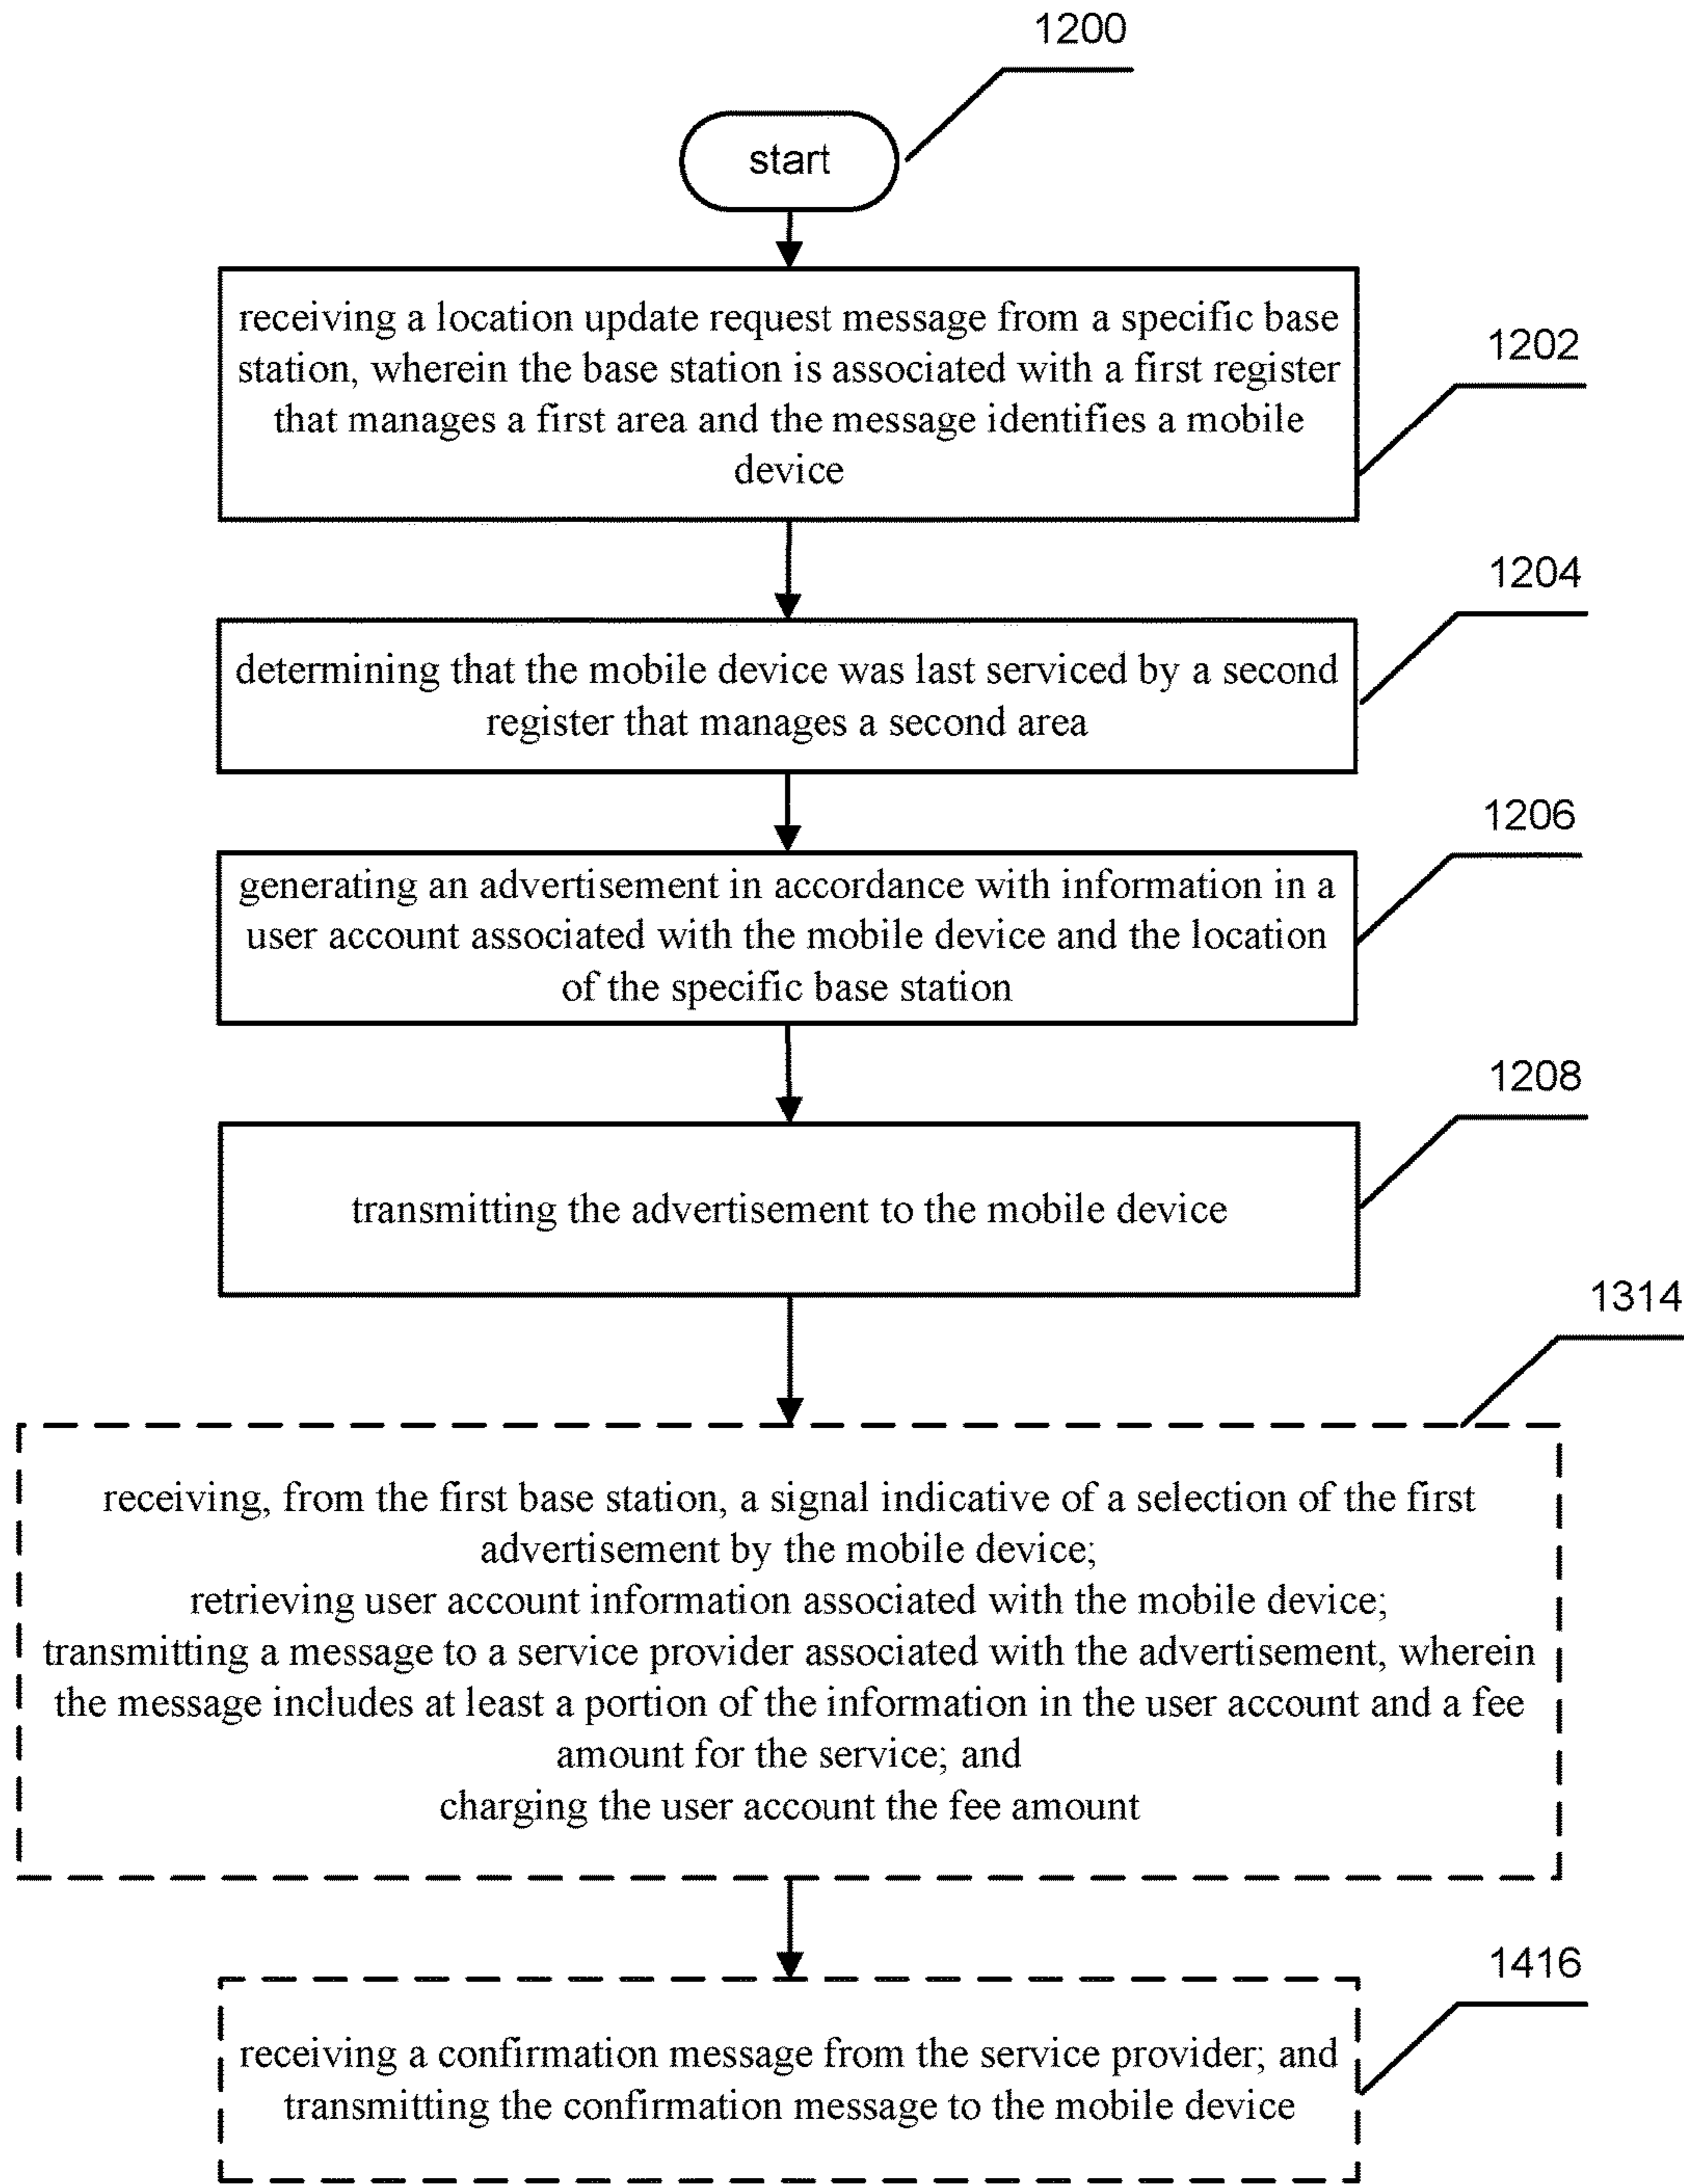 1200
start
receiving a location update request message from a specific base
station, wherein the base station is associated with a first register
that manages a first area and the message identifies a mobile
device
1202
determining that the mobile device was last serviced by a second
register that manages a second area
1204
generating an advertisement in accordance with information in a
user account associated with the mobile device and the location
of the specific base station
1206
transmitting the advertisement to the mobile device
1208
1314
receiving, from the first base station, a signal indicative of a selection of the first
advertisement by the mobile device;
retrieving user account information associated with the mobile device;
transmitting a message to a service provider associated with the advertisement, wherein
the message includes at least a portion of the information in the user account and a fee
amount for the service; and
charging the user account the fee amount
1416
receiving a confirmation message from the service provider; and
transmitting the confirmation message to the mobile device